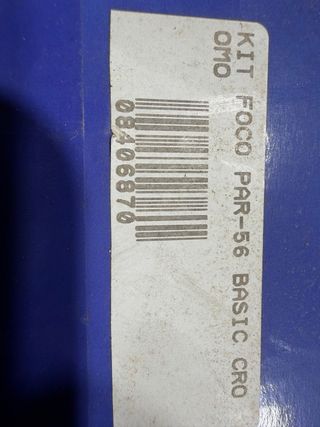 KIT FOCO PAR-56 BASIC CRO
OMO
08406870